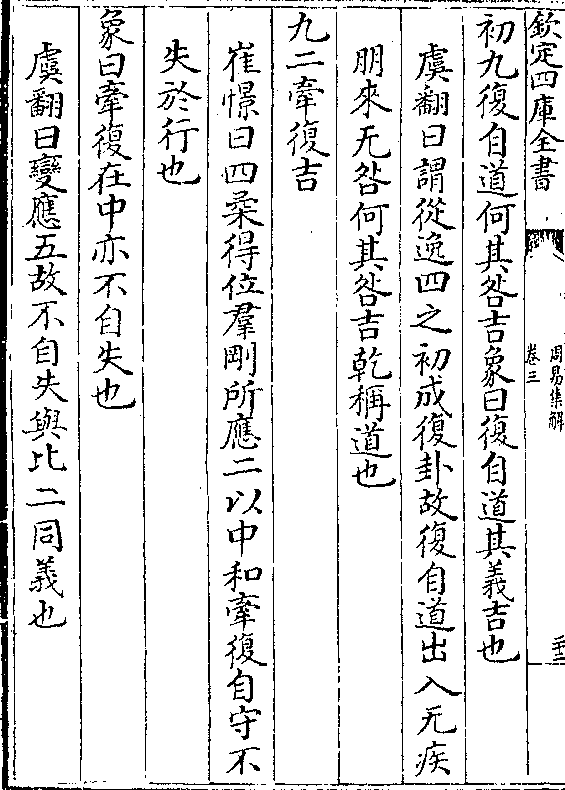 欽定四庫全書
周易集解
卷三
二十二
初九復自道何其咎吉象曰復自道其義吉也
虞翻曰謂從逸四之初成復卦故復自道出入无疾
朋來无咎何其咎吉乾稱道也
九二牽復吉
崔憬曰四柔得位羣剛所應二以中和牽復自守不
失於行也
象曰牽復在中亦不自失也
虞翻曰變應五故不自失與比二同義也